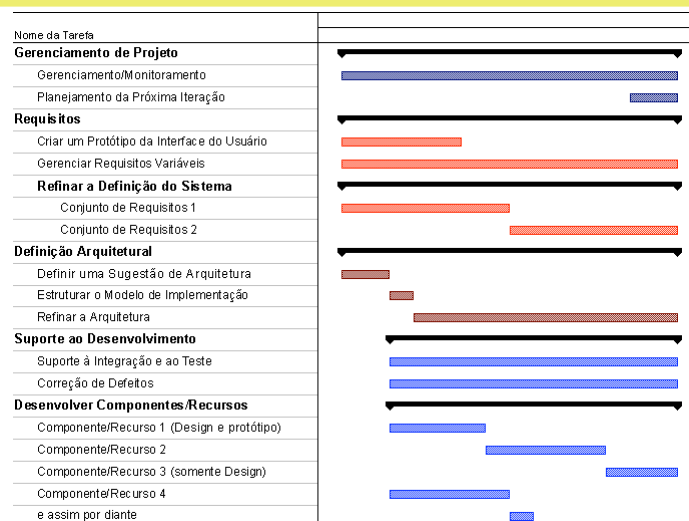 Nome da Tarefa
Gerenciamento de Projeto
Gerenciamento/Monitoramento
Planejamento da Próxima Iteração
Requisitos
Criar um Protótipo da Interface do Usuário
Gerenciar Requisitos Variáveis
Refinar a Definição do Sistema
Conjunto de Requisitos 1
Conjunto de Requisitos 2
Definição Arquitetural
Definir uma Sugestão de Arquitetura
Estruturar o Modelo de Implementação
Refinar a Arquitetura
Suporte ao Desenvolvimento
Suporte à Integração e ao Teste
Correção de Defeitos
Desenvolver Componentes/Recursos
Componente/Recurso 1 (Design e protótipo)
Componente/Recurso 2
Componente/Recurso 3 (somente Design)
Componente/Recurso 4
e assim por diante